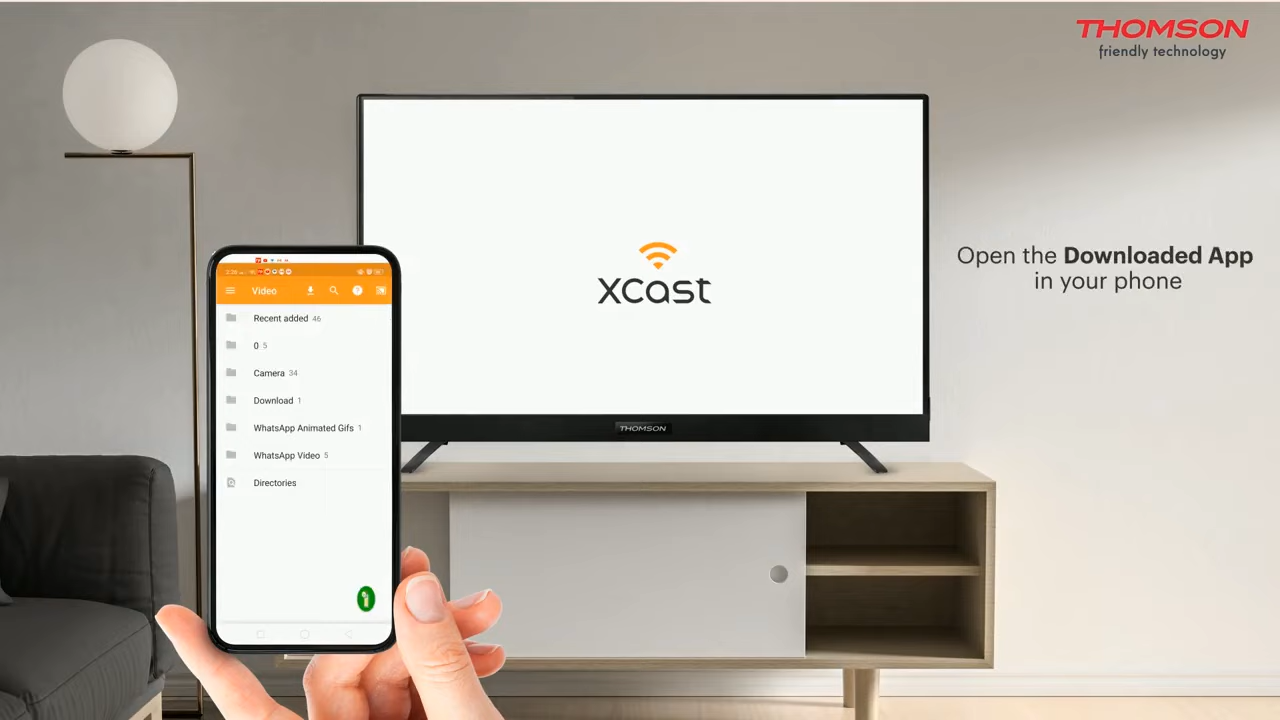 THOMSON
friendly technology
xcast
Open the Downloaded App
in your phone
THOMSON
Video
Recent added 46
0 5
Camera 34
Download 1
WhatsApp Animated Gifs 1
WhatsApp Video 5
Directories